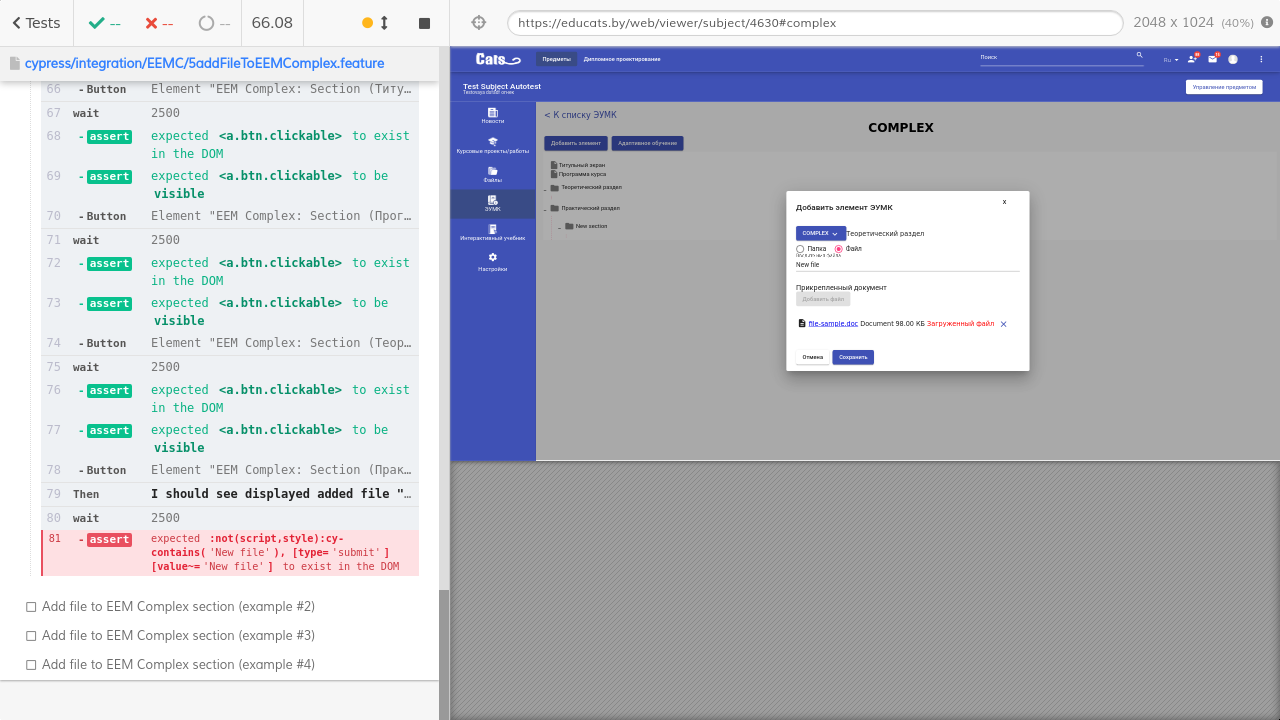 Tests
--
--
--
66.08
https://educats.by/web/viewer/subject/4630#complex
2048 x 1024 (40%)
cypress/integration/EEMC/5addFileToEEMComplex.feature
66 - Button Element "EEM Complex: Section (Титу…
67 wait 2500
- assert expected <a.btn.clickable> to exist
in the DOM
- assert expected <a.btn.clickable> to be
visible
70 - Button Element "EEM Complex: Section (Прог…
71 wait 2500
72 - assert expected <a.btn.clickable> to exist
in the DOM
73 - assert expected <a.btn.clickable> to be
visible
74 - Button Element "EEM Complex: Section (Теор…
75 wait 2500
76 - assert expected <a.btn.clickable> to exist
in the DOM
77 - assert expected <a.btn.clickable> to be
visible
78 - Button Element "EEM Complex: Section (Прак…
79 Then I should see displayed added file "…
80 wait 2500
81 - assert expected :not(script,style):cy-
contains('New file'), [type='submit']
[value~='New file'] to exist in the DOM
Add file to EEM Complex section (example #2)
Add file to EEM Complex section (example #3)
Add file to EEM Complex section (example #4)
Cats
Предметы
Дипломное проектирование
Поиск
Ru
Test Subject Autotest
Управление предметом
Новости
Курсовые проекты/работы
Файлы
ЭУМК
Интерактивный учебник
Настройки
< К списку ЭУМК
COMPLEX
Добавить элемент
Адаптивное обучение
Титульный экран
Программа курса
Теоретический раздел
Практический раздел
New section
Добавить элемент ЭУМК
x
COMPLEX
Теоретический раздел
Папка
Файл
New file
Прикрепленный документ
Добавить файл
file-sample.doc Document 98.00 КБ Загруженный файл
Отмена
Сохранить